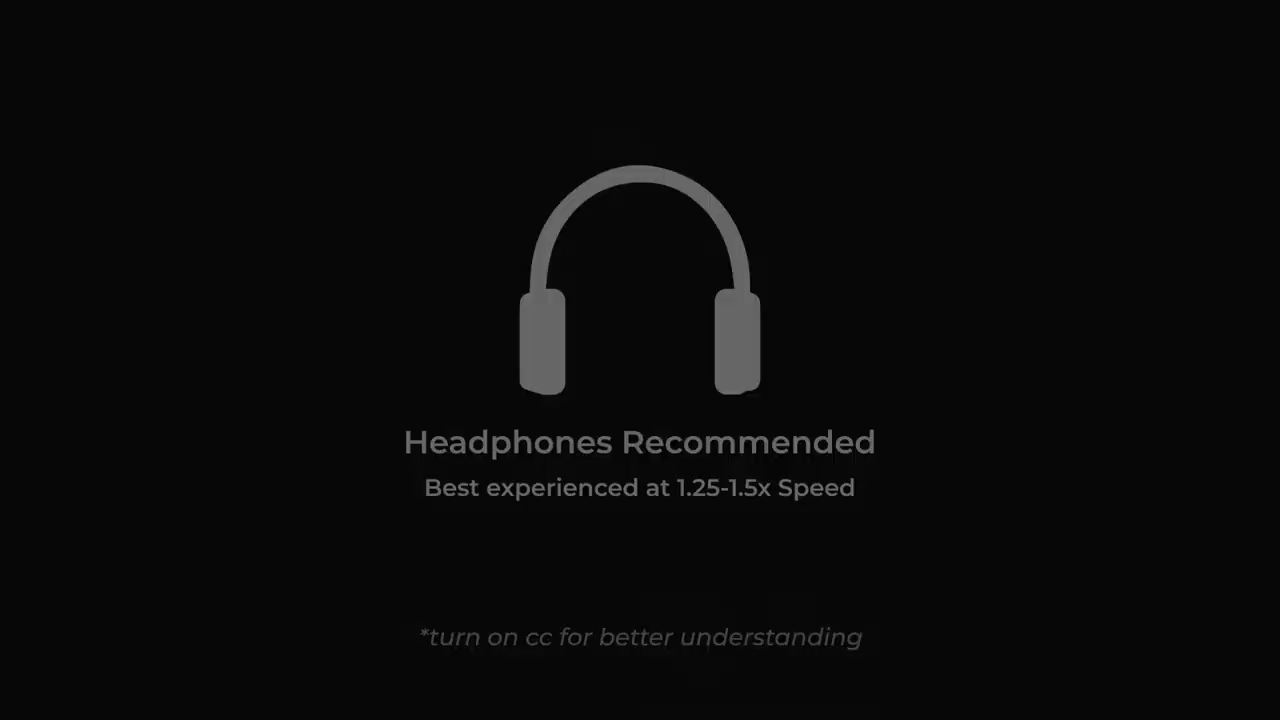 Headphones Recommended
Best experienced at 1.25-1.5x Speed
*turn on cc for better understanding